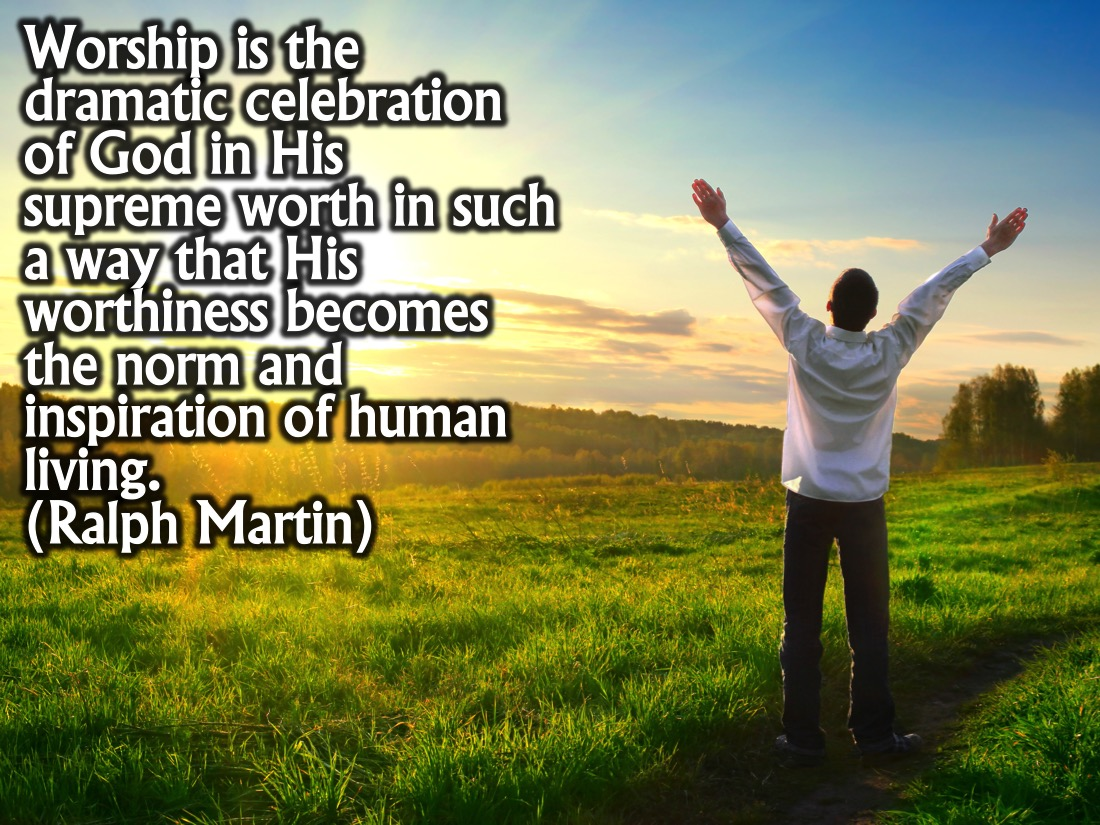 Worship is the
dramatic celebration
of God in His
supreme worth in such
a way that His
worthiness becomes
the norm and
inspiration of human
living.
(Ralph Martin)